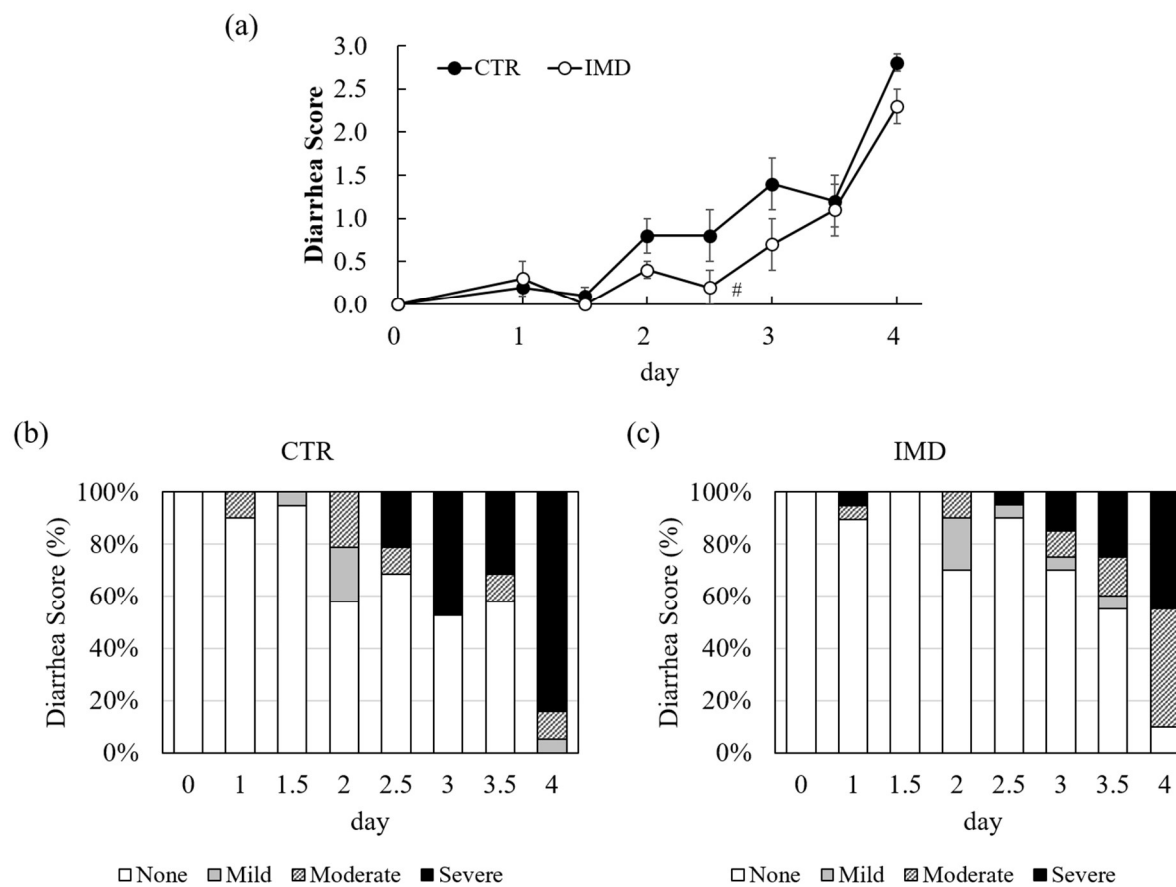 (a)
3.0
2.5
2.0
1.5
1.0
0.5
0.0
Diarrhea Score
CTR IMD
#
0 1 2 3 4
day
(b)
CTR
100%
80%
60%
40%
20%
0%
Diarrhea Score (%)
0 1 1.5 2 2.5 3 3.5 4
day
None Mild Moderate Severe
(c)
IMD
100%
80%
60%
40%
20%
0%
Diarrhea Score (%)
0 1 1.5 2 2.5 3 3.5 4
day
None Mild Moderate Severe